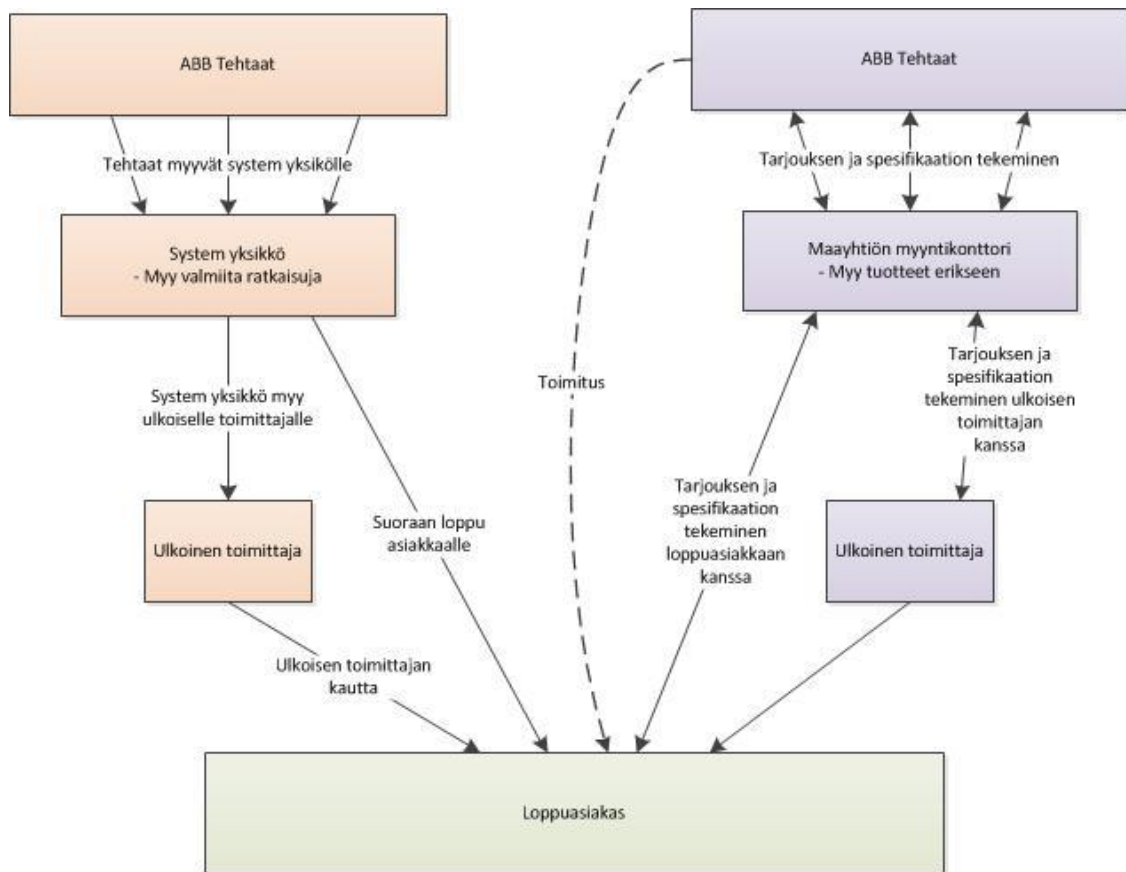 ABB Tehtaat
Tehtaat myyvät system yksikölle
System yksikkö
- Myy valmiita ratkaisuja
System yksikkö myy
ulkoiselle toimittajalle
Suoraan loppu
asiakkaalle
Ulkoinen toimittaja
Ulkoisen toimittajan
kautta
ABB Tehtaat
Tarjouksen ja spesifikaation tekeminen
Maayhtiön myyntikonttori
- Myy tuotteet erikseen
Toimitus
Tarjouksen ja
spesifikaation
tekeminen
loppuasiakkaan
kanssa
Tarjouksen ja
spesifikaation
tekeminen ulkoisen
toimittajan
kanssa
Ulkoinen toimittaja
Loppuasiakas